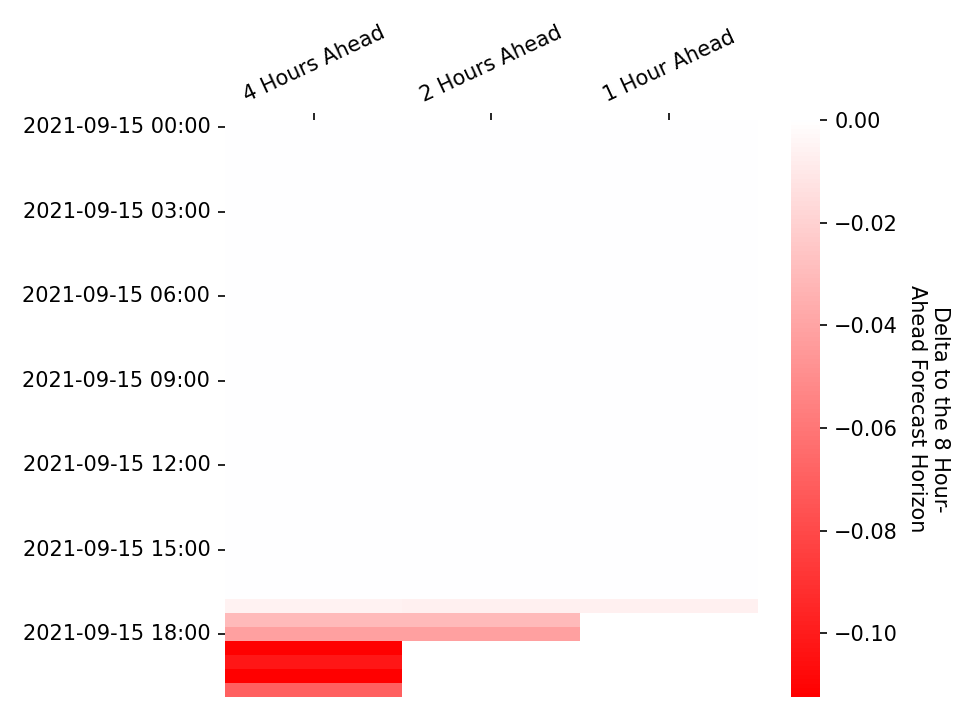 4 Hours Ahead
2 Hours Ahead
1 Hour Ahead
2021-09-15 00:00
2021-09-15 03:00
2021-09-15 06:00
2021-09-15 09:00
2021-09-15 12:00
2021-09-15 15:00
2021-09-15 18:00
0.00
−0.02
−0.04
−0.06
−0.08
−0.10
Delta to the 8 Hour-
Ahead Forecast Horizon